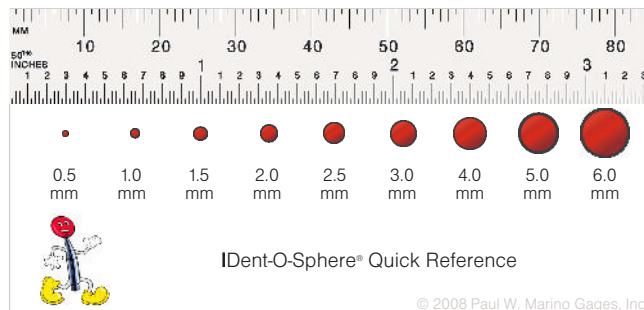 MM
10 20 30 40 50 60 70 80
50THS
INCHES
1 2 3
1 2 3 4 5 6 7 8 9 1 2 3 4 5 6 7 8 9 1 2 3 4 5 6 7 8 9 1 2
0.5 1.0 1.5 2.0 2.5 3.0 4.0 5.0 6.0
mm mm mm mm mm mm mm mm mm
IDent-O-Sphere® Quick Reference
© 2008 Paul W. Marino Gages, Inc